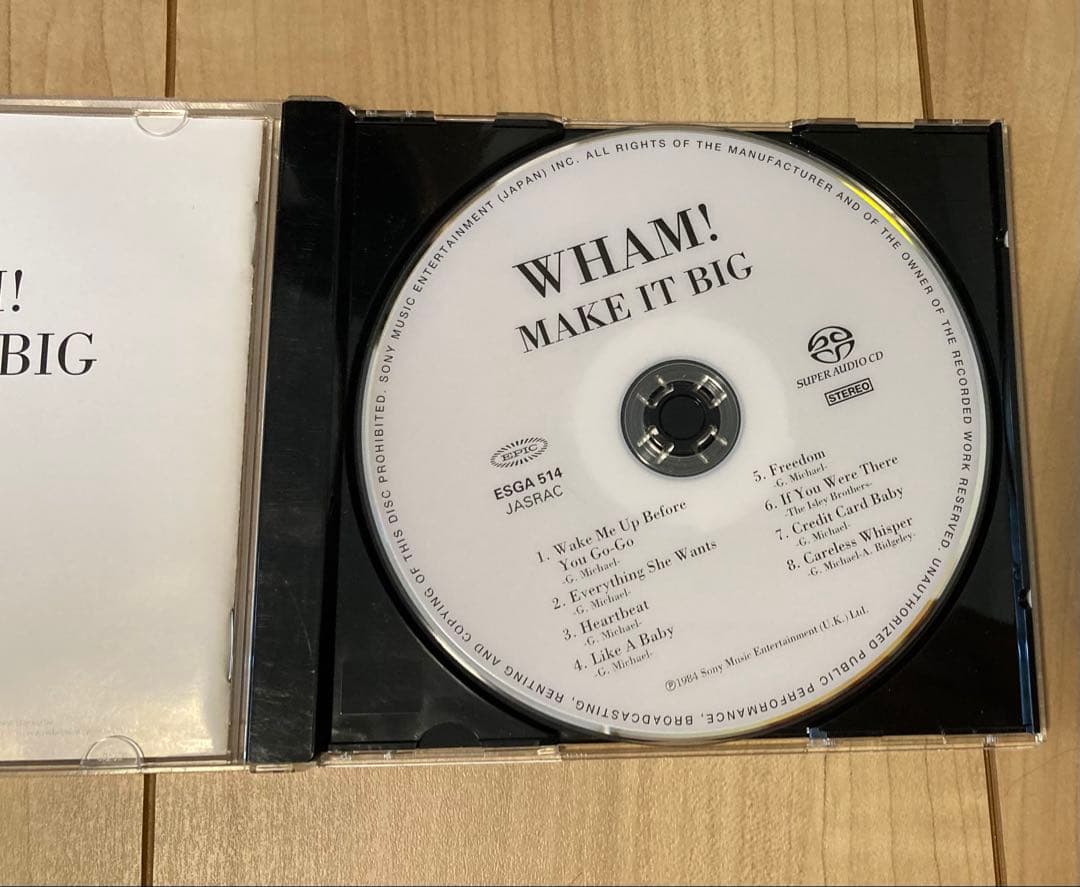 !
BIG
SONY MUSIC ENTERTAINMENT (JAPAN) INC. ALL RIGHTS OF THE MANUFACTURER AND OF THE OWNER OF THE RECORDED WORK RESERVED. UNAUTHORIZED PUBLIC PERFORMANCE, BROADCASTING, RENTING AND COPYING OF THIS DISC PROHIBITED.
WHAM!
MAKE IT BIG
SUPER AUDIO CD
STEREO
EPIC
ESGA 514
JASRAC
1. Wake Me Up Before
You Go-Go
-G. Michael-
2. Everything She Wants
-G. Michael-
3. Heartbeat
-G. Michael-
4. Like A Baby
-G. Michael-
5. Freedom
-G. Michael-
6. If You Were There
-The Isley Brothers-
7. Credit Card Baby
-G. Michael-
8. Careless Whisper
-G. Michael-A. Ridgeley-
℗1984 Sony Music Entertainment (U.K.) Ltd.